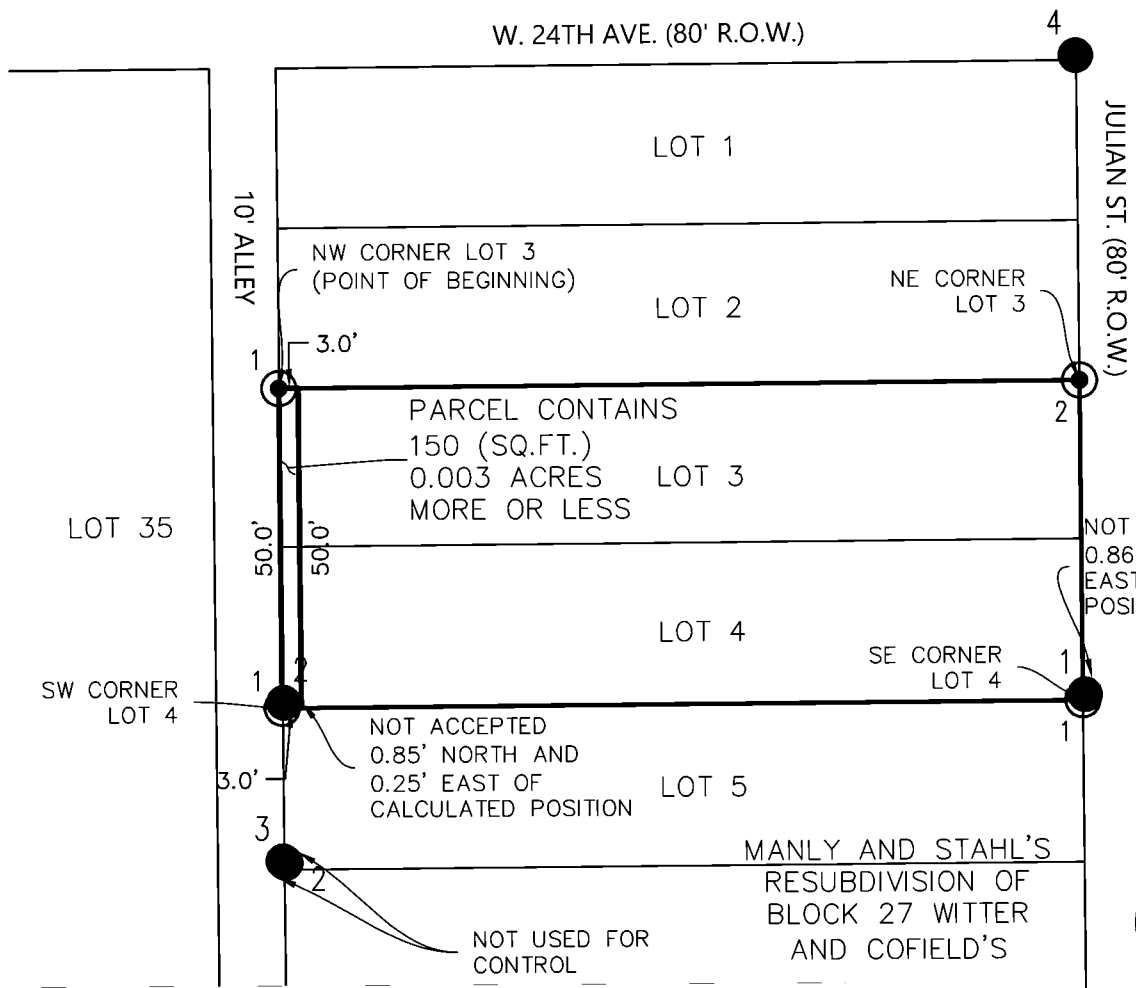 W. 24TH AVE. (80' R.O.W.)
4
JULIAN ST. (80' R.O.W.)
LOT 1
10' ALLEY
NW CORNER LOT 3
(POINT OF BEGINNING)
NE CORNER
LOT 3
LOT 2
1
3.0'
2
PARCEL CONTAINS
150 (SQ.FT.)
0.003 ACRES
MORE OR LESS
LOT 3
LOT 35
50.0'
50.0'
NOT
0.86
EAST
POSI
LOT 4
SE CORNER
LOT 4
1
1
SW CORNER
LOT 4
1
2
NOT ACCEPTED
0.85' NORTH AND
0.25' EAST OF
CALCULATED POSITION
3.0'
LOT 5
3
2
MANLY AND STAHL'S
RESUBDIVISION OF
BLOCK 27 WITTER
AND COFIELD'S
NOT USED FOR
CONTROL